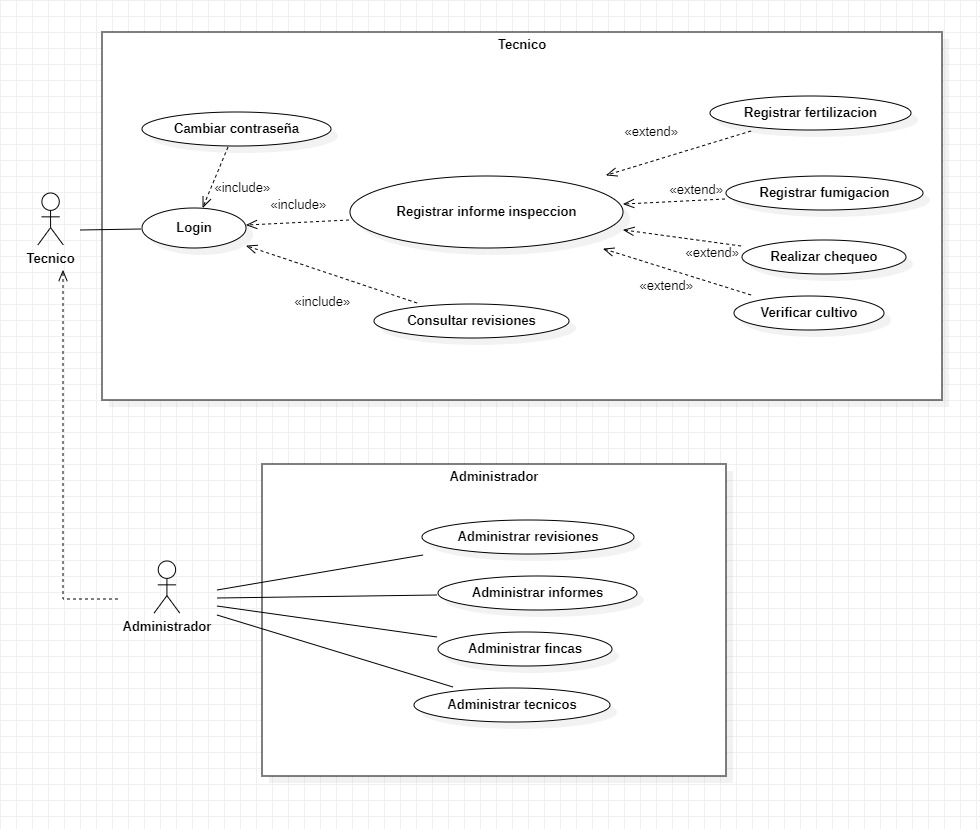 Tecnico
Cambiar contraseña
Registrar fertilizacion
«extend»
«include»
«include»
Registrar informe inspeccion
«extend»
Registrar fumigacion
Login
Tecnico
«extend»
Realizar chequeo
«include»
Consultar revisiones
«extend»
Verificar cultivo
Administrador
Administrar revisiones
Administrar informes
Administrador
Administrar fincas
Administrar tecnicos